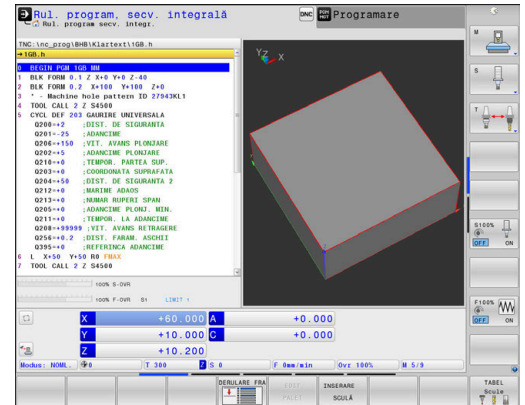 Rul. program, secv. integrală
Rul. program secv. integr.
DNC
Programare
TNC:\nc_prog\BHB\Klartext\1GB.h
→1GB.h
0 BEGIN PGM 1GB MM
1 BLK FORM 0.1 Z X+0 Y+0 Z-40
2 BLK FORM 0.2 X+100 Y+100 Z+0
3 * - Machine hole pattern ID 27943KL1
4 TOOL CALL 2 Z S4500
5 CYCL DEF 203 GAURIRE UNIVERSALA
Q200=+2 ;DIST. DE SIGURANTA
Q201=-25 ;ADANCIME
Q206=+150 ;VIT. AVANS PLONJARE
Q202=+5 ;ADANCIME PLONJARE
Q210=+0 ;TEMPOR. PARTEA SUP.
Q203=+0 ;COORDONATA SUPRAFATA
Q204=+50 ;DIST. DE SIGURANTA 2
Q212=+0 ;MARIME ADAOS
Q213=+0 ;NUMAR RUPERI SPAN
Q205=+0 ;ADANCIME PLONJ. MIN.
Q211=+0 ;TEMPOR. LA ADANCIME
Q208=+99999 ;VIT. AVANS RETRAGERE
Q256=+0.2 ;DIST. FARAM. ASCHII
Q395=+0 ;REFERINCA ADANCIME
6 L X+50 Y+50 R0 FMAX
7 TOOL CALL 2 Z S4500
Y Z X
100% S-OVR
100% F-OVR S1 LIMIT 1
X +60.000 A +0.000
Y +10.000 C +0.000
Z +10.200
Modus: NOML. 0 T 300 Z S 0 F 0mm/min Ovr 100% M 5/9
M
S
T
S100%
OFF ON
F100%
OFF ON
DERULARE FRA
EDIT
PALET
INSERARE
SCULĂ
TABEL
Scule